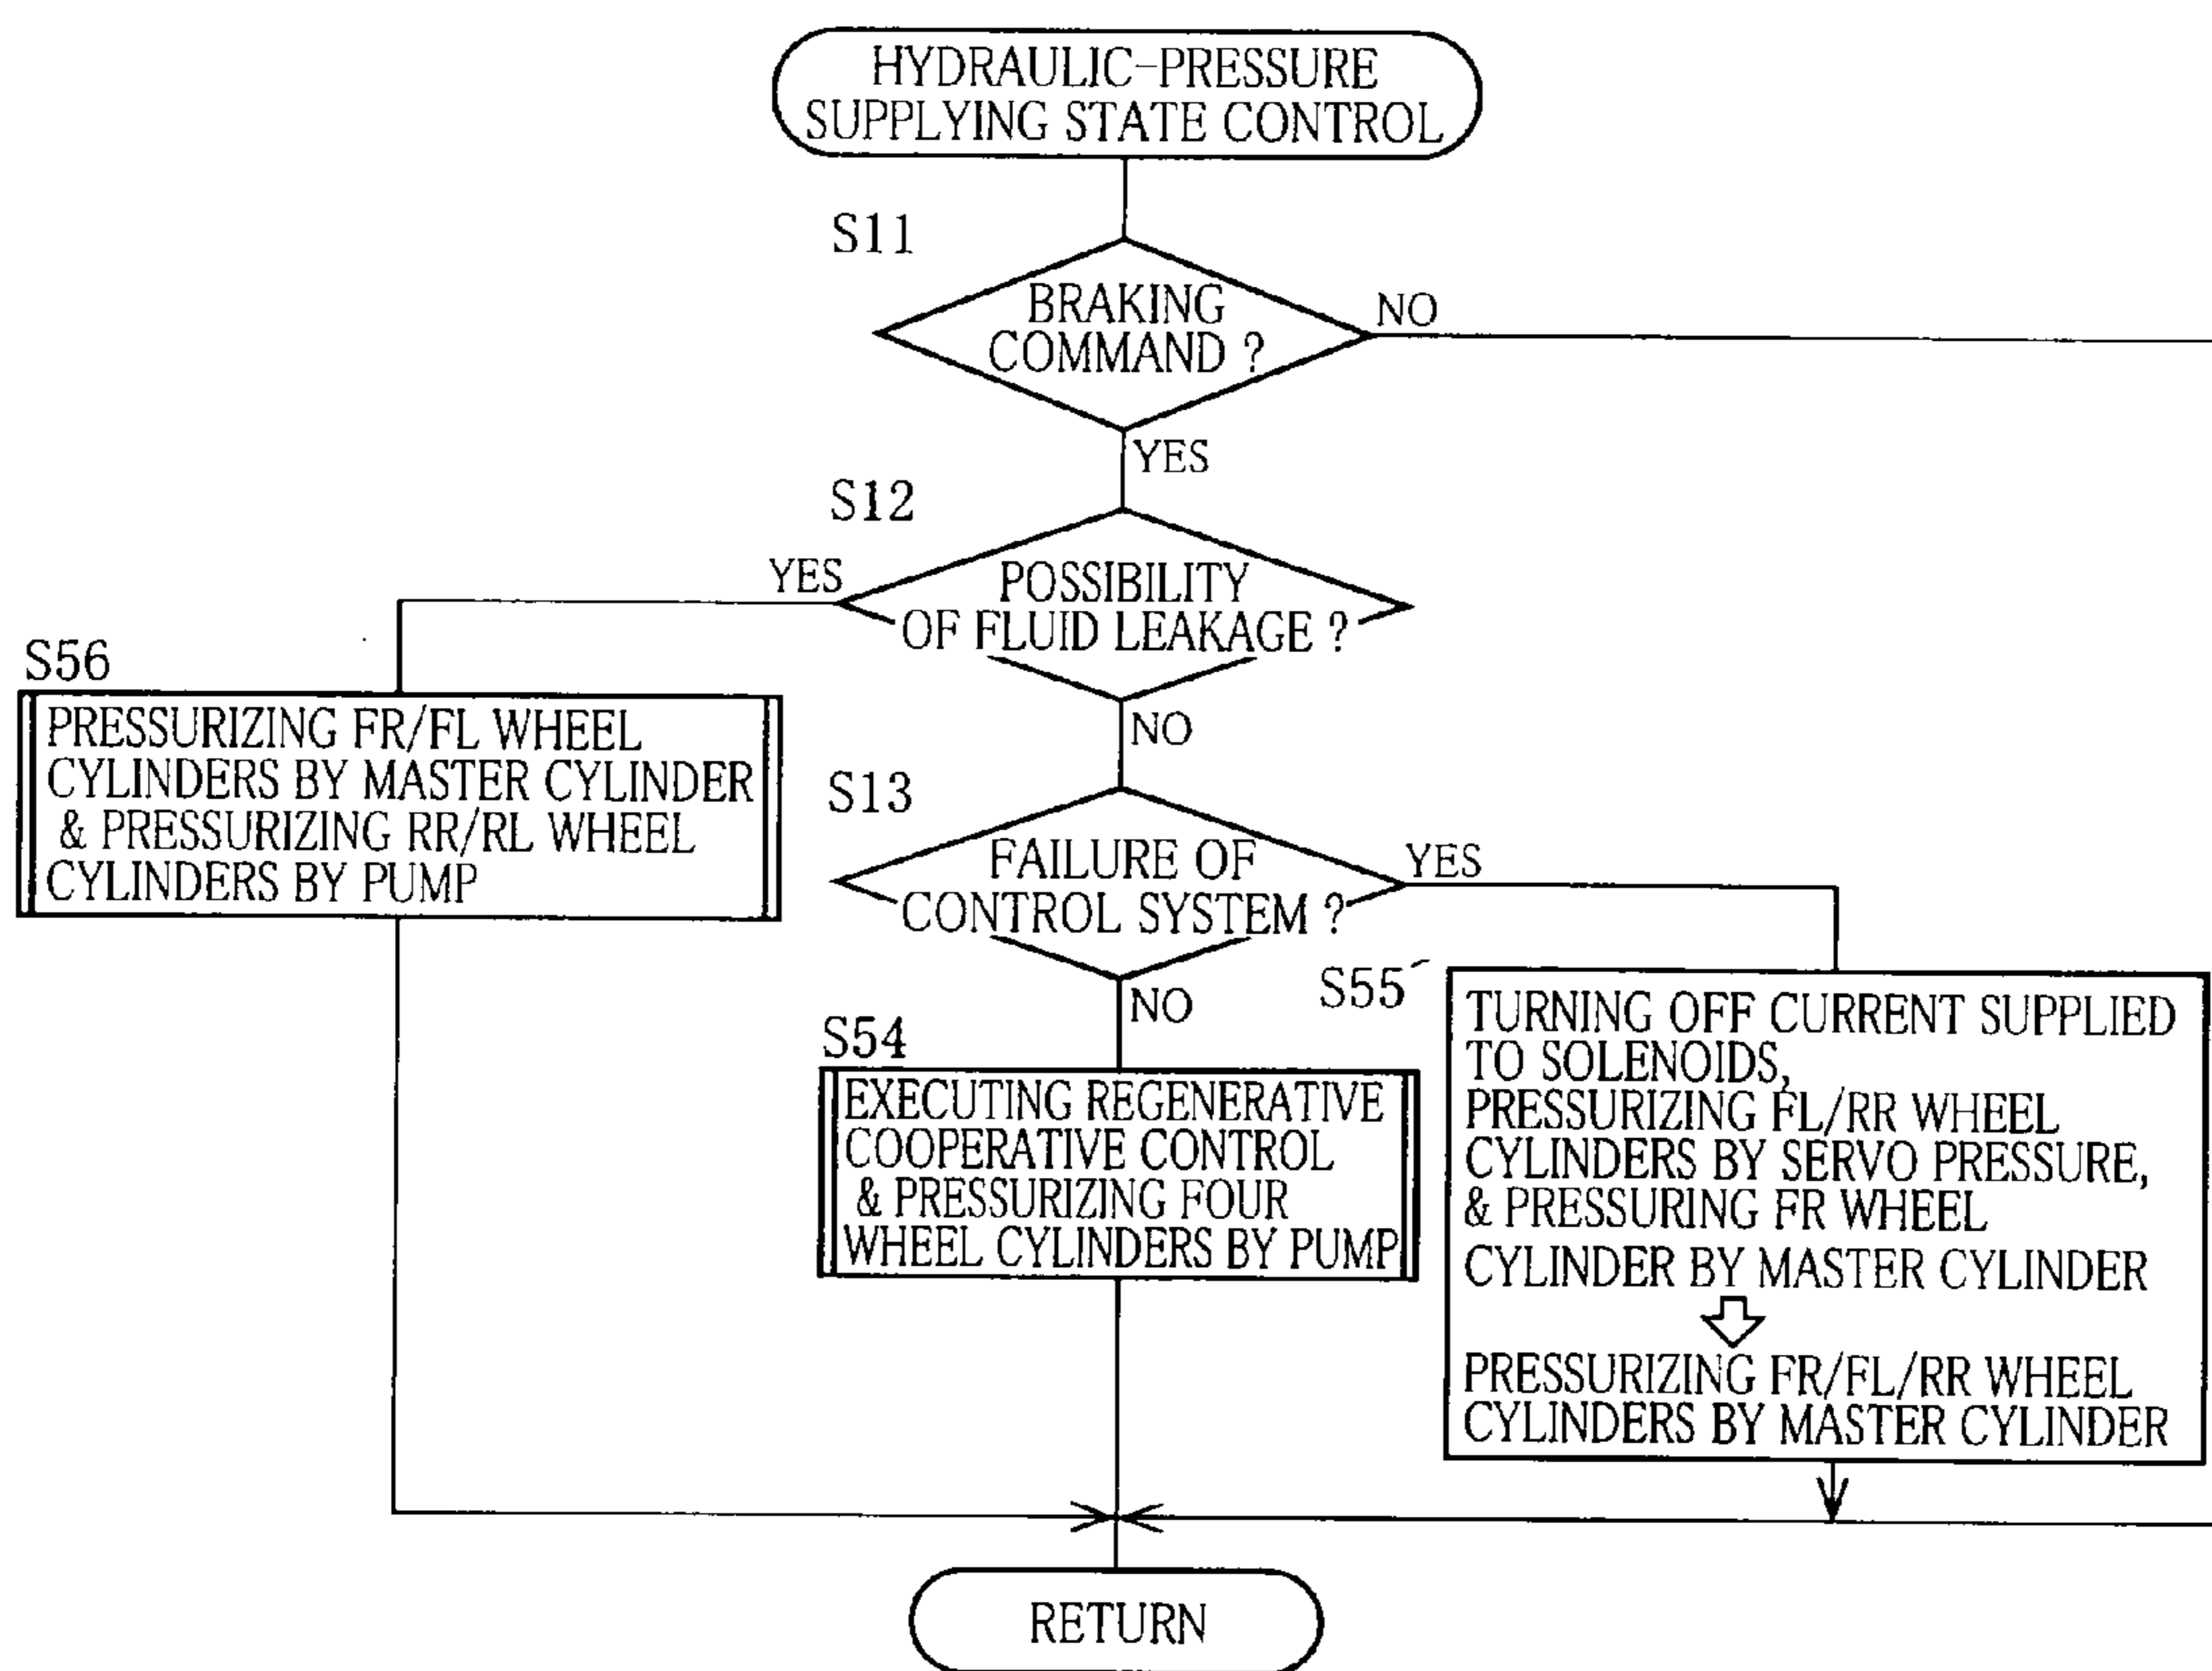 HYDRAULIC-PRESSURE
SUPPLYING STATE CONTROL
S11
BRAKING
COMMAND ?
NO
YES
S12
POSSIBILITY
OF FLUID LEAKAGE ?
YES
NO
S56
PRESSURIZING FR/FL WHEEL
CYLINDERS BY MASTER CYLINDER
& PRESSURIZING RR/RL WHEEL
CYLINDERS BY PUMP
S13
FAILURE OF
CONTROL SYSTEM ?
YES
NO
S54
EXECUTING REGENERATIVE
COOPERATIVE CONTROL
& PRESSURIZING FOUR
WHEEL CYLINDERS BY PUMP
S55´
TURNING OFF CURRENT SUPPLIED
TO SOLENOIDS,
PRESSURIZING FL/RR WHEEL
CYLINDERS BY SERVO PRESSURE,
& PRESSURING FR WHEEL
CYLINDER BY MASTER CYLINDER
PRESSURIZING FR/FL/RR WHEEL
CYLINDERS BY MASTER CYLINDER
RETURN